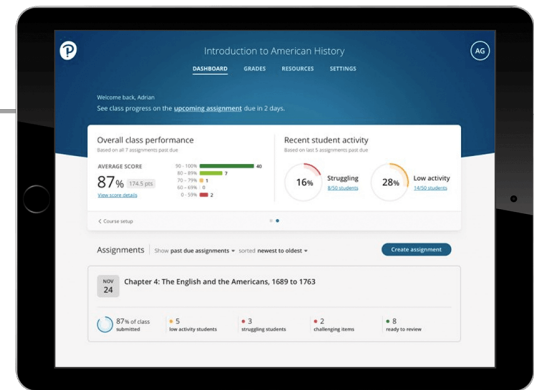 P
Introduction to American History
AG
DASHBOARD GRADES RESOURCES SETTINGS
Welcome back, Adrian
See class progress on the upcoming assignment due in 2 days.
Overall class performance
Based on all 7 assignments past due
AVERAGE SCORE
87% 174.5 pts
View score details
90 - 100% 40
80 - 89% 7
70 - 79% 1
60 - 69% 0
0 - 59% 2
Recent student activity
Based on last 5 assignments past due
16% Struggling
8/50 students
28% Low activity
14/50 students
< Course setup
Assignments Show past due assignments sorted newest to oldest
Create assignment
NOV
24
Chapter 4: The English and the Americans, 1689 to 1763
87% of class
submitted
5
low activity students
3
struggling students
2
challenging items
8
ready to review